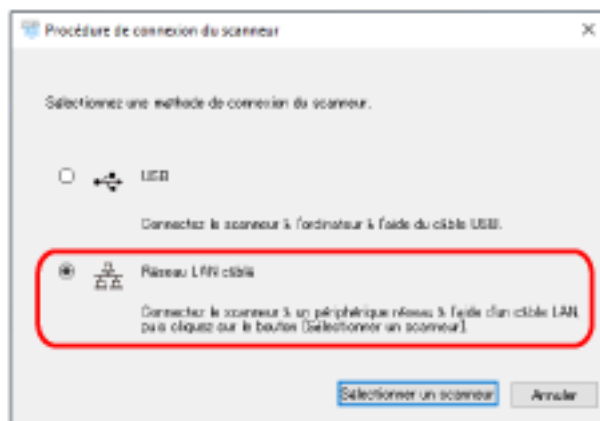 Procédure de connexion du scanneur
Sélectionnez une méthode de connexion du scanneur.
USB
Connectez le scanneur à l'ordinateur à l'aide du câble USB.
Réseau LAN câblé
Connectez le scanneur à un périphérique réseau à l'aide d'un câble LAN,
puis cliquez sur le bouton [Sélectionner un scanneur].
Sélectionner un scanneur
Annuler